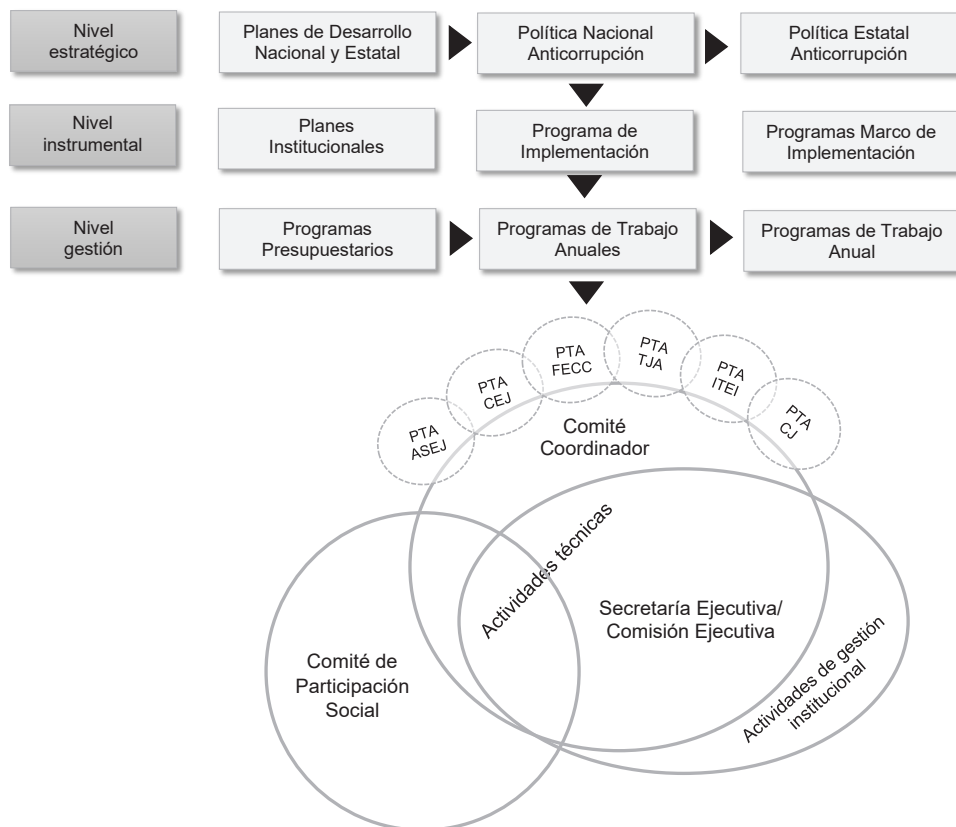 Nivel
estratégico
Planes de Desarrollo
Nacional y Estatal
Política Nacional
Anticorrupción
Política Estatal
Anticorrupción
Nivel
instrumental
Planes
Institucionales
Programa de
Implementación
Programas Marco de
Implementación
Nivel
gestión
Programas
Presupuestarios
Programas de Trabajo
Anuales
Programas de Trabajo
Anual
PTA
ASEJ
PTA
CEJ
PTA
FECC
PTA
TJA
PTA
ITEI
PTA
CJ
Comité
Coordinador
Actividades técnicas
Secretaría Ejecutiva/
Comisión Ejecutiva
Comité de
Participación
Social
Actividades de gestión
institucional